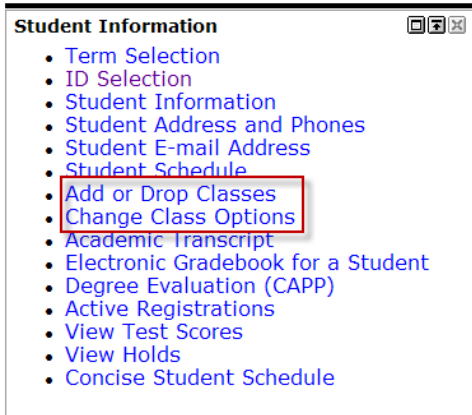 Student Information
Term Selection
ID Selection
Student Information
Student Address and Phones
Student E-mail Address
Student Schedule
Add or Drop Classes
Change Class Options
Academic Transcript
Electronic Gradebook for a Student
Degree Evaluation (CAPP)
Active Registrations
View Test Scores
View Holds
Concise Student Schedule